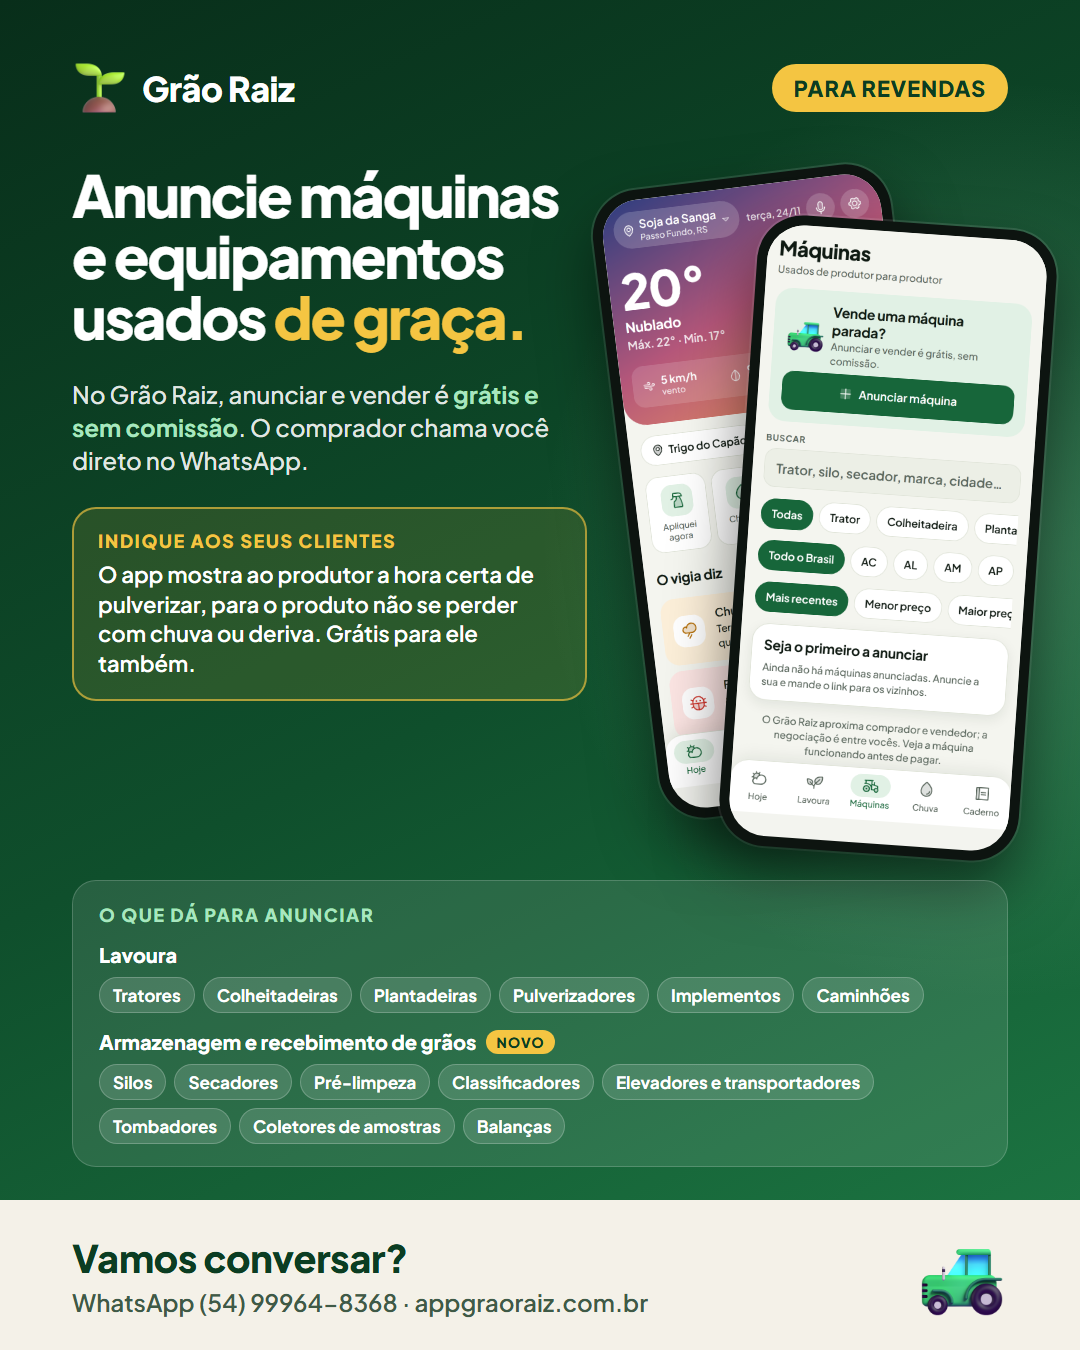 Grão Raiz
PARA REVENDAS
Anuncie máquinas
e equipamentos
usados de graça.
No Grão Raiz, anunciar e vender é grátis e
sem comissão. O comprador chama você
direto no WhatsApp.
INDIQUE AOS SEUS CLIENTES
O app mostra ao produtor a hora certa de
pulverizar, para o produto não se perder
com chuva ou deriva. Grátis para ele
também.
Soja da Sanga
Passo Fundo, RS
terça, 24/11
20°
Nublado
Máx. 22° · Mín. 17°
5 km/h
vento
Trigo do Capão
Apliquei
agora
O vigia diz
Hoje
Máquinas
Usados de produtor para produtor
Vende uma máquina
parada?
Anunciar e vender é grátis, sem
comissão.
Anunciar máquina
BUSCAR
Trator, silo, secador, marca, cidade...
Todas
Trator
Colheitadeira
Planta
Todo o Brasil
AC
AL
AM
AP
Mais recentes
Menor preço
Maior preç
Seja o primeiro a anunciar
Ainda não há máquinas anunciadas. Anuncie a
sua e mande o link para os vizinhos.
O Grão Raiz aproxima comprador e vendedor; a
negociação é entre vocês. Veja a máquina
funcionando antes de pagar.
Hoje
Lavoura
Máquinas
Chuva
Caderno
O QUE DÁ PARA ANUNCIAR
Lavoura
Tratores
Colheitadeiras
Plantadeiras
Pulverizadores
Implementos
Caminhões
Armazenagem e recebimento de grãos
NOVO
Silos
Secadores
Pré-limpeza
Classificadores
Elevadores e transportadores
Tombadores
Coletores de amostras
Balanças
Vamos conversar?
WhatsApp (54) 99964-8368 · appgraoraiz.com.br